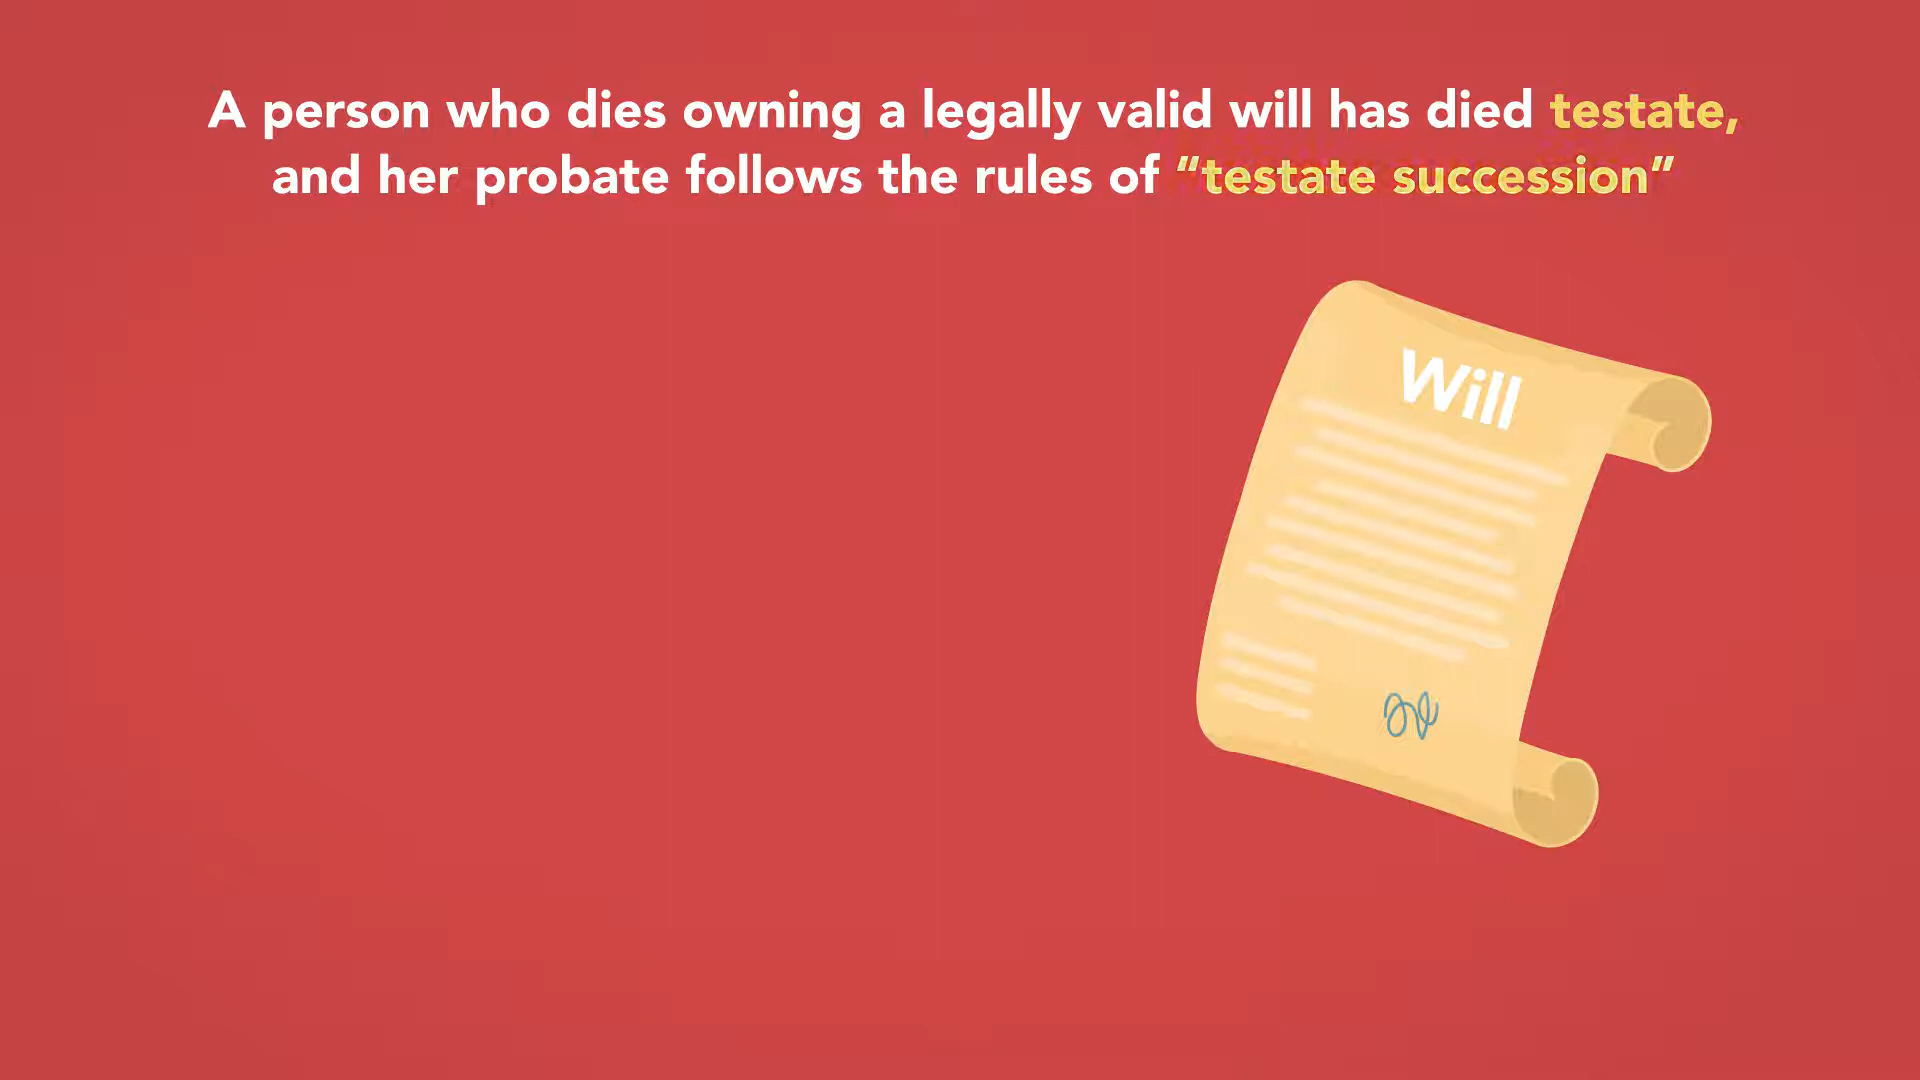 A person who dies owning a legally valid will has died testate,
and her probate follows the rules of “testate succession”
Will